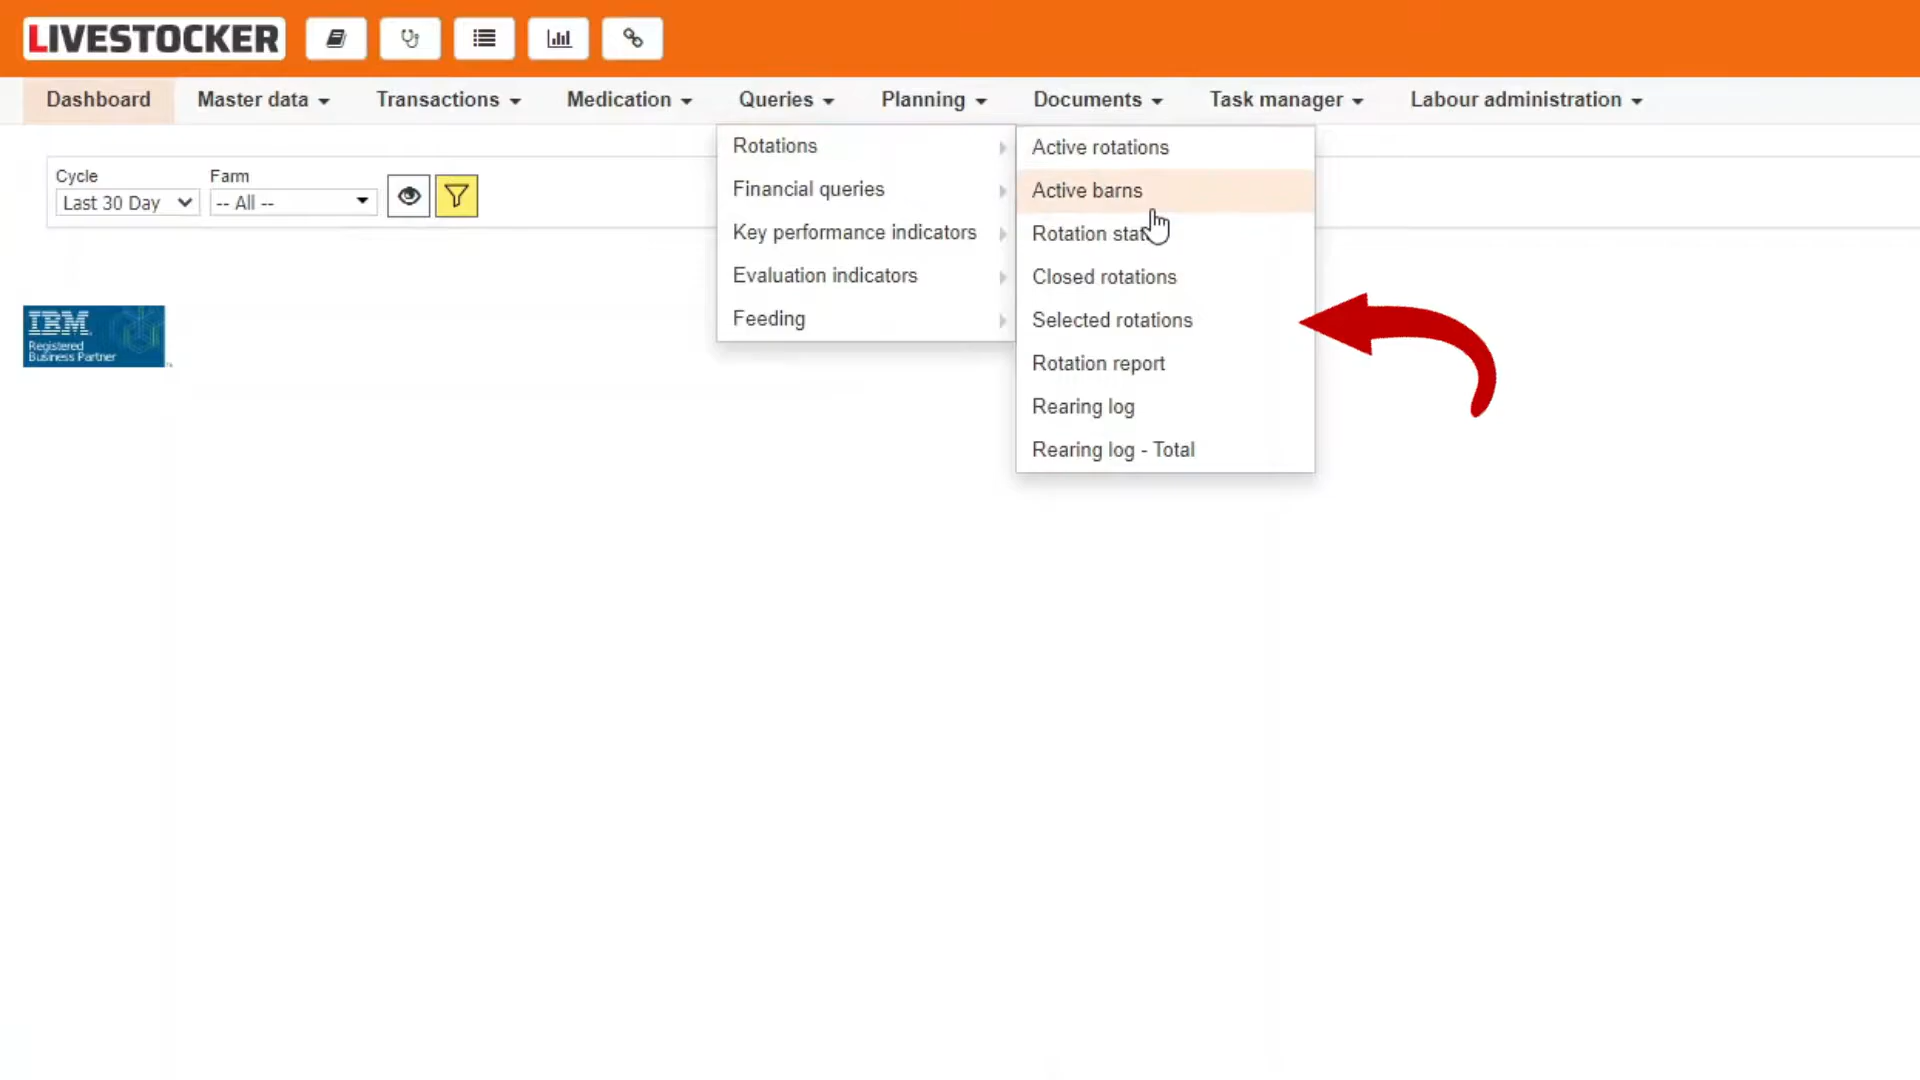 LIVESTOCKER
Dashboard Master data Transactions Medication Queries Planning Documents Task manager Labour administration
Cycle Farm
Last 30 Day -- All --
Rotations
Financial queries
Key performance indicators
Evaluation indicators
Feeding
Active rotations
Active barns
Rotation
Closed rotations
Selected rotations
Rotation report
Rearing log
Rearing log - Total
IBM
Registered
Business Partner